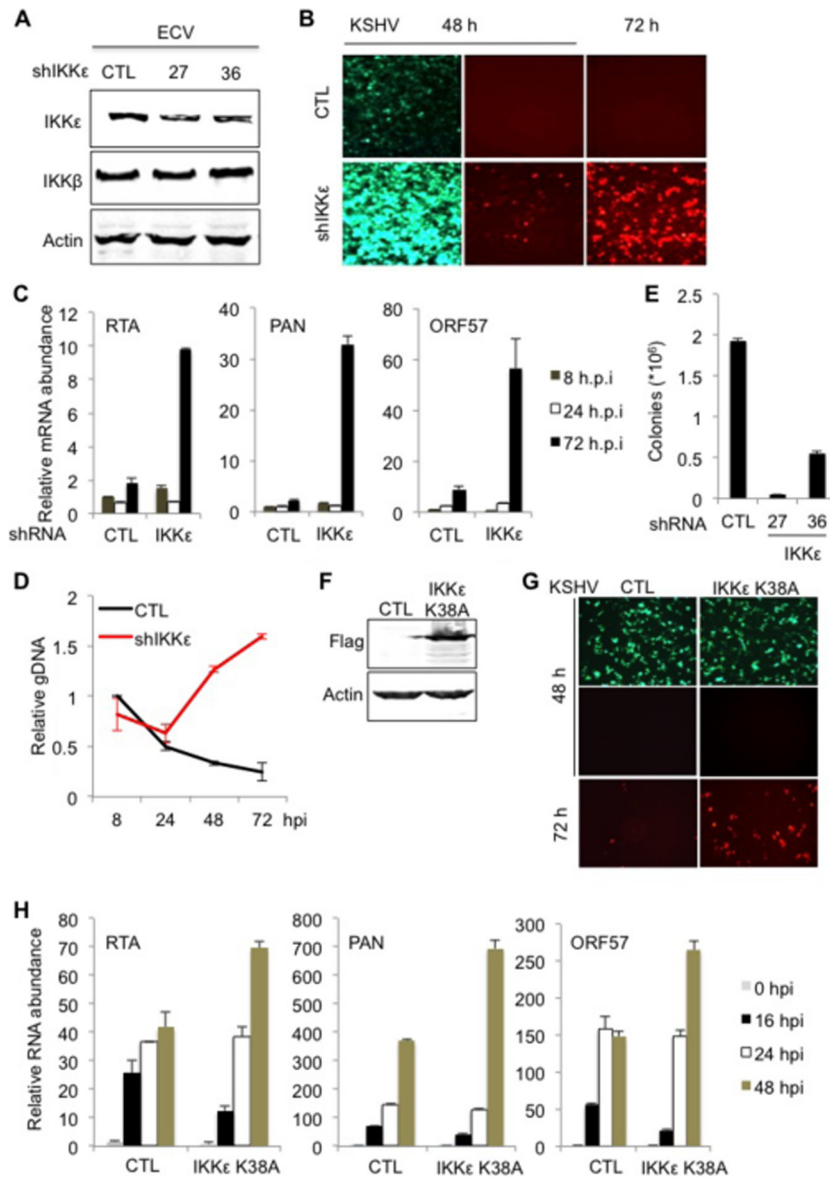 A
ECV
shIKKε CTL 27 36
IKKε
IKKβ
Actin
B
KSHV 48 h 72 h
CTL
shIKKε
C
Relative mRNA abundance
12
10
8
6
4
2
0
RTA
CTL IKKε
shRNA
40
30
20
10
0
PAN
CTL IKKε
80
60
40
20
0
ORF57
CTL IKKε
8 h.p.i
24 h.p.i
72 h.p.i
E
Colonies (*10⁶)
2.5
2
1.5
1
0.5
0
shRNA CTL 27 36
IKKε
D
Relative gDNA
2
1.5
1
0.5
0
CTL
shIKKε
8 24 48 72 hpi
F
CTL IKKε K38A
Flag
Actin
G
KSHV CTL IKKε K38A
48 h
72 h
H
Relative RNA abundance
80
70
60
50
40
30
20
10
0
RTA
CTL IKKε K38A
800
700
600
500
400
300
200
100
0
PAN
CTL IKKε K38A
300
250
200
150
100
50
0
ORF57
CTL IKKε K38A
0 hpi
16 hpi
24 hpi
48 hpi